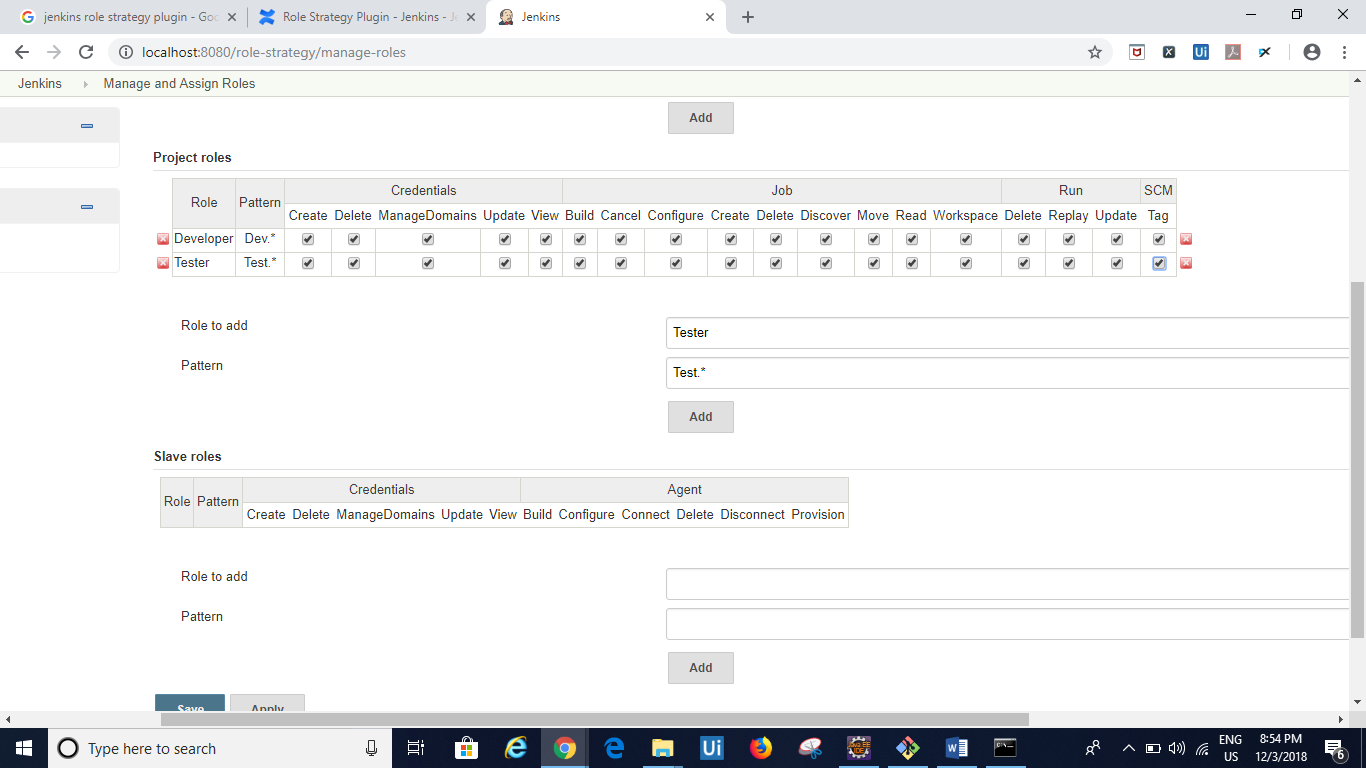 jenkins role strategy plugin - Goo
Role Strategy Plugin - Jenkins - Je
Jenkins
localhost:8080/role-strategy/manage-roles
Jenkins
Manage and Assign Roles
Add
Project roles
Role Pattern Credentials Job Run SCM
Create Delete ManageDomains Update View Build Cancel Configure Create Delete Discover Move Read Workspace Delete Replay Update Tag
Developer Dev.*
Tester Test.*
Role to add Tester
Pattern Test.*
Add
Slave roles
Role Pattern Credentials Agent
Create Delete ManageDomains Update View Build Configure Connect Delete Disconnect Provision
Role to add
Pattern
Add
Save Apply
Type here to search
ENG 8:54 PM
US 12/3/2018
6